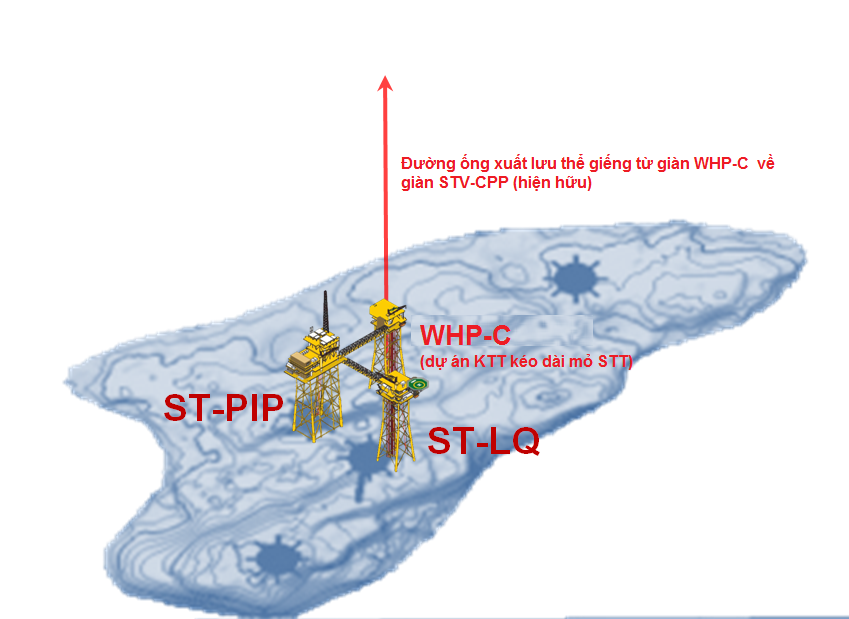 Đường ống xuất lưu thể giếng từ giàn WHP-C về
giàn STV-CPP (hiện hữu)
WHP-C
(dự án KTT kéo dài mỏ STT)
ST-PIP
ST-LQ